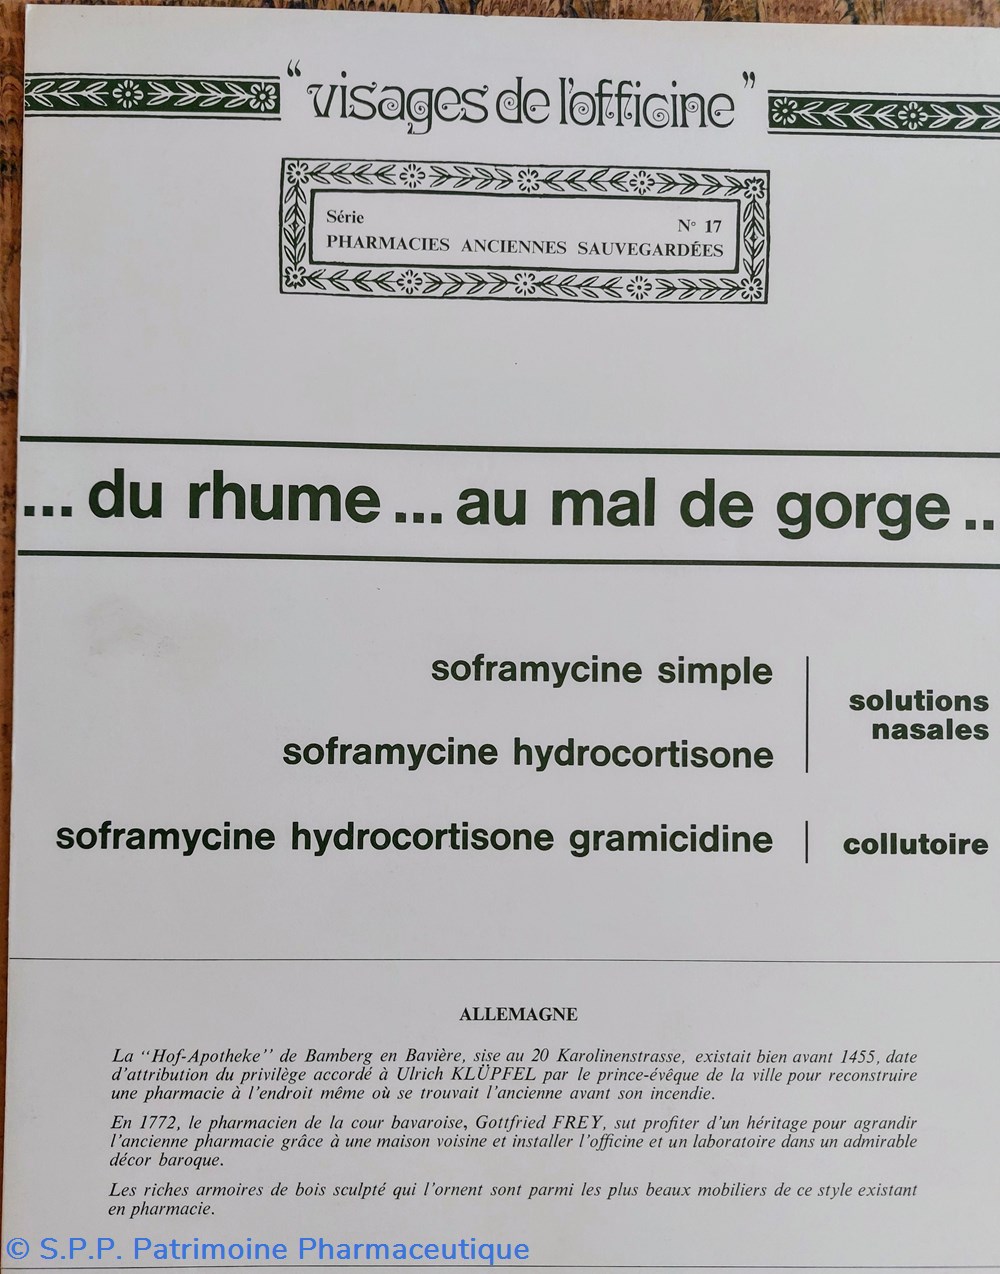 “visages de l'officine”
Série N° 17
PHARMACIES ANCIENNES SAUVEGARDÉES
... du rhume ... au mal de gorge ..
soframycine simple
solutions
nasales
soframycine hydrocortisone
soframycine hydrocortisone gramicidine
collutoire
ALLEMAGNE
La “Hof-Apotheke” de Bamberg en Bavière, sise au 20 Karolinenstrasse, existait bien avant 1455, date
d'attribution du privilège accordé à Ulrich KLÜPFEL par le prince-évêque de la ville pour reconstruire
une pharmacie à l'endroit même où se trouvait l'ancienne avant son incendie.
En 1772, le pharmacien de la cour bavaroise, Gottfried FREY, sut profiter d'un héritage pour agrandir
l'ancienne pharmacie grâce à une maison voisine et installer l'officine et un laboratoire dans un admirable
décor baroque.
Les riches armoires de bois sculpté qui l'ornent sont parmi les plus beaux mobiliers de ce style existant
en pharmacie.
© S.P.P. Patrimoine Pharmaceutique